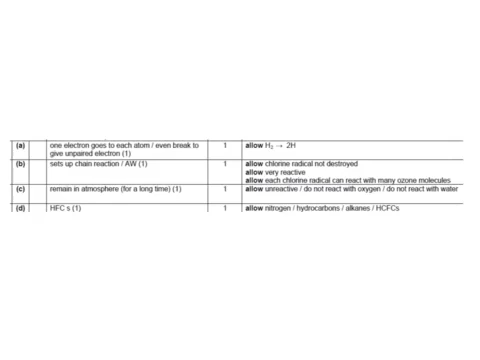 (a) one electron goes to each atom / even break to 1 allow H₂ → 2H
give unpaired electron (1)
(b) sets up chain reaction / AW (1) 1 allow chlorine radical not destroyed
allow very reactive
allow each chlorine radical can react with many ozone molecules
(c) remain in atmosphere (for a long time) (1) 1 allow unreactive / do not react with oxygen / do not react with water
(d) HFC s (1) 1 allow nitrogen / hydrocarbons / alkanes / HCFCs